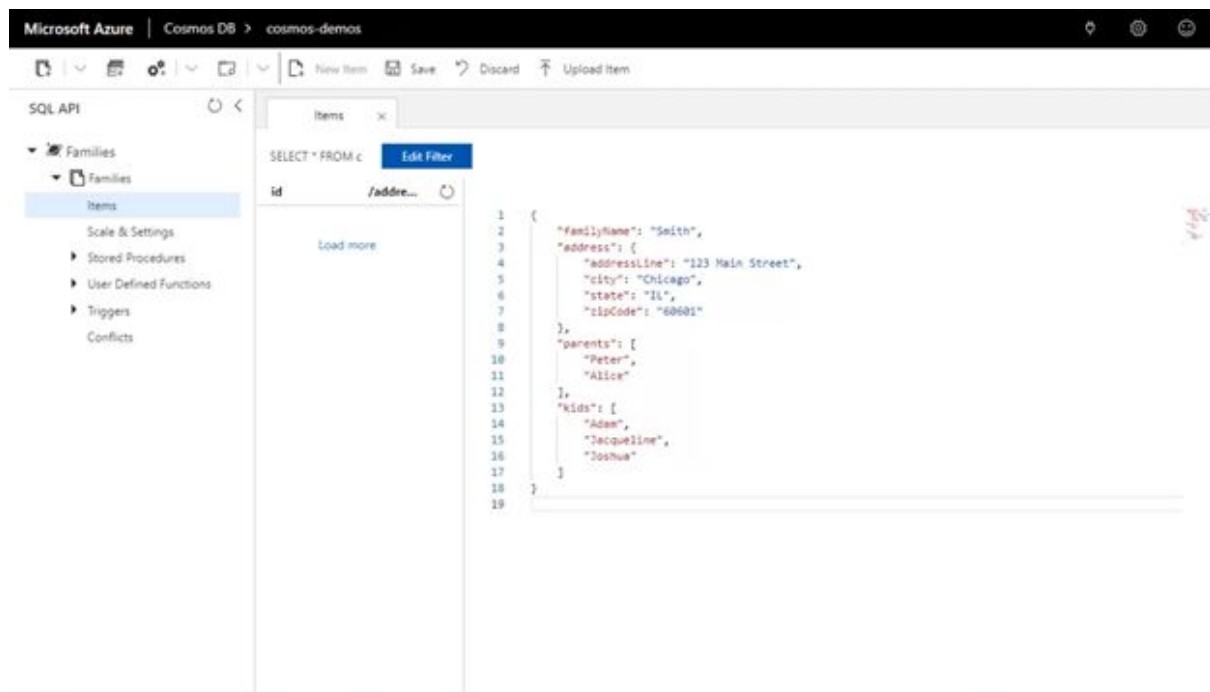 Microsoft Azure | Cosmos DB > cosmos-demos
New Item Save Discard Upload Item
SQL API
Families
Families
Items
Scale & Settings
Stored Procedures
User Defined Functions
Triggers
Conflicts
Items ×
SELECT * FROM c Edit Filter
id /addre...
Load more
1 {
2 "familyName": "Smith",
3 "address": {
4 "addressLine": "123 Main Street",
5 "city": "Chicago",
6 "state": "IL",
7 "zipCode": "60601"
8 },
9 "parents": [
10 "Peter",
11 "Alice"
12 ],
13 "kids": [
14 "Adam",
15 "Jacqueline",
16 "Joshua"
17 ]
18 }
19